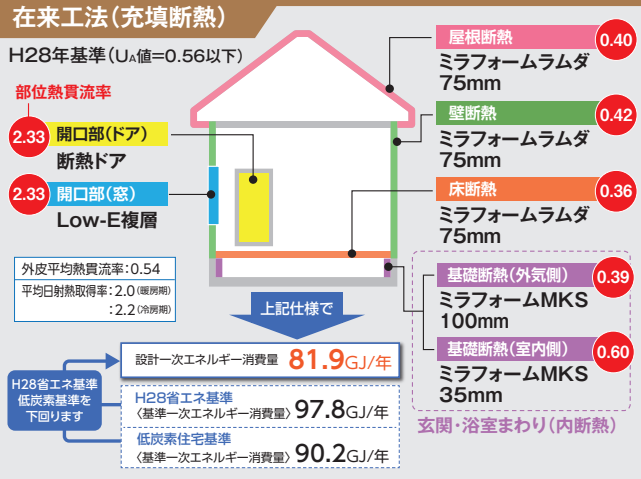 在来工法(充填断熱)
H28年基準(UA値=0.56以下)
部位熱貫流率
2.33 開口部(ドア)
断熱ドア
2.33 開口部(窓)
Low-E複層
外皮平均熱貫流率:0.54
平均日射熱取得率:2.0(暖房期)
:2.2(冷房期)
屋根断熱 0.40
ミラフォームラムダ
75mm
壁断熱 0.42
ミラフォームラムダ
75mm
床断熱 0.36
ミラフォームラムダ
75mm
基礎断熱(外気側) 0.39
ミラフォームMKS
100mm
基礎断熱(室内側) 0.60
ミラフォームMKS
35mm
玄関・浴室まわり(内断熱)
上記仕様で
設計一次エネルギー消費量 81.9GJ/年
H28省エネ基準
〈基準一次エネルギー消費量〉97.8GJ/年
低炭素住宅基準
〈基準一次エネルギー消費量〉90.2GJ/年
H28省エネ基準
低炭素基準を
下回ります